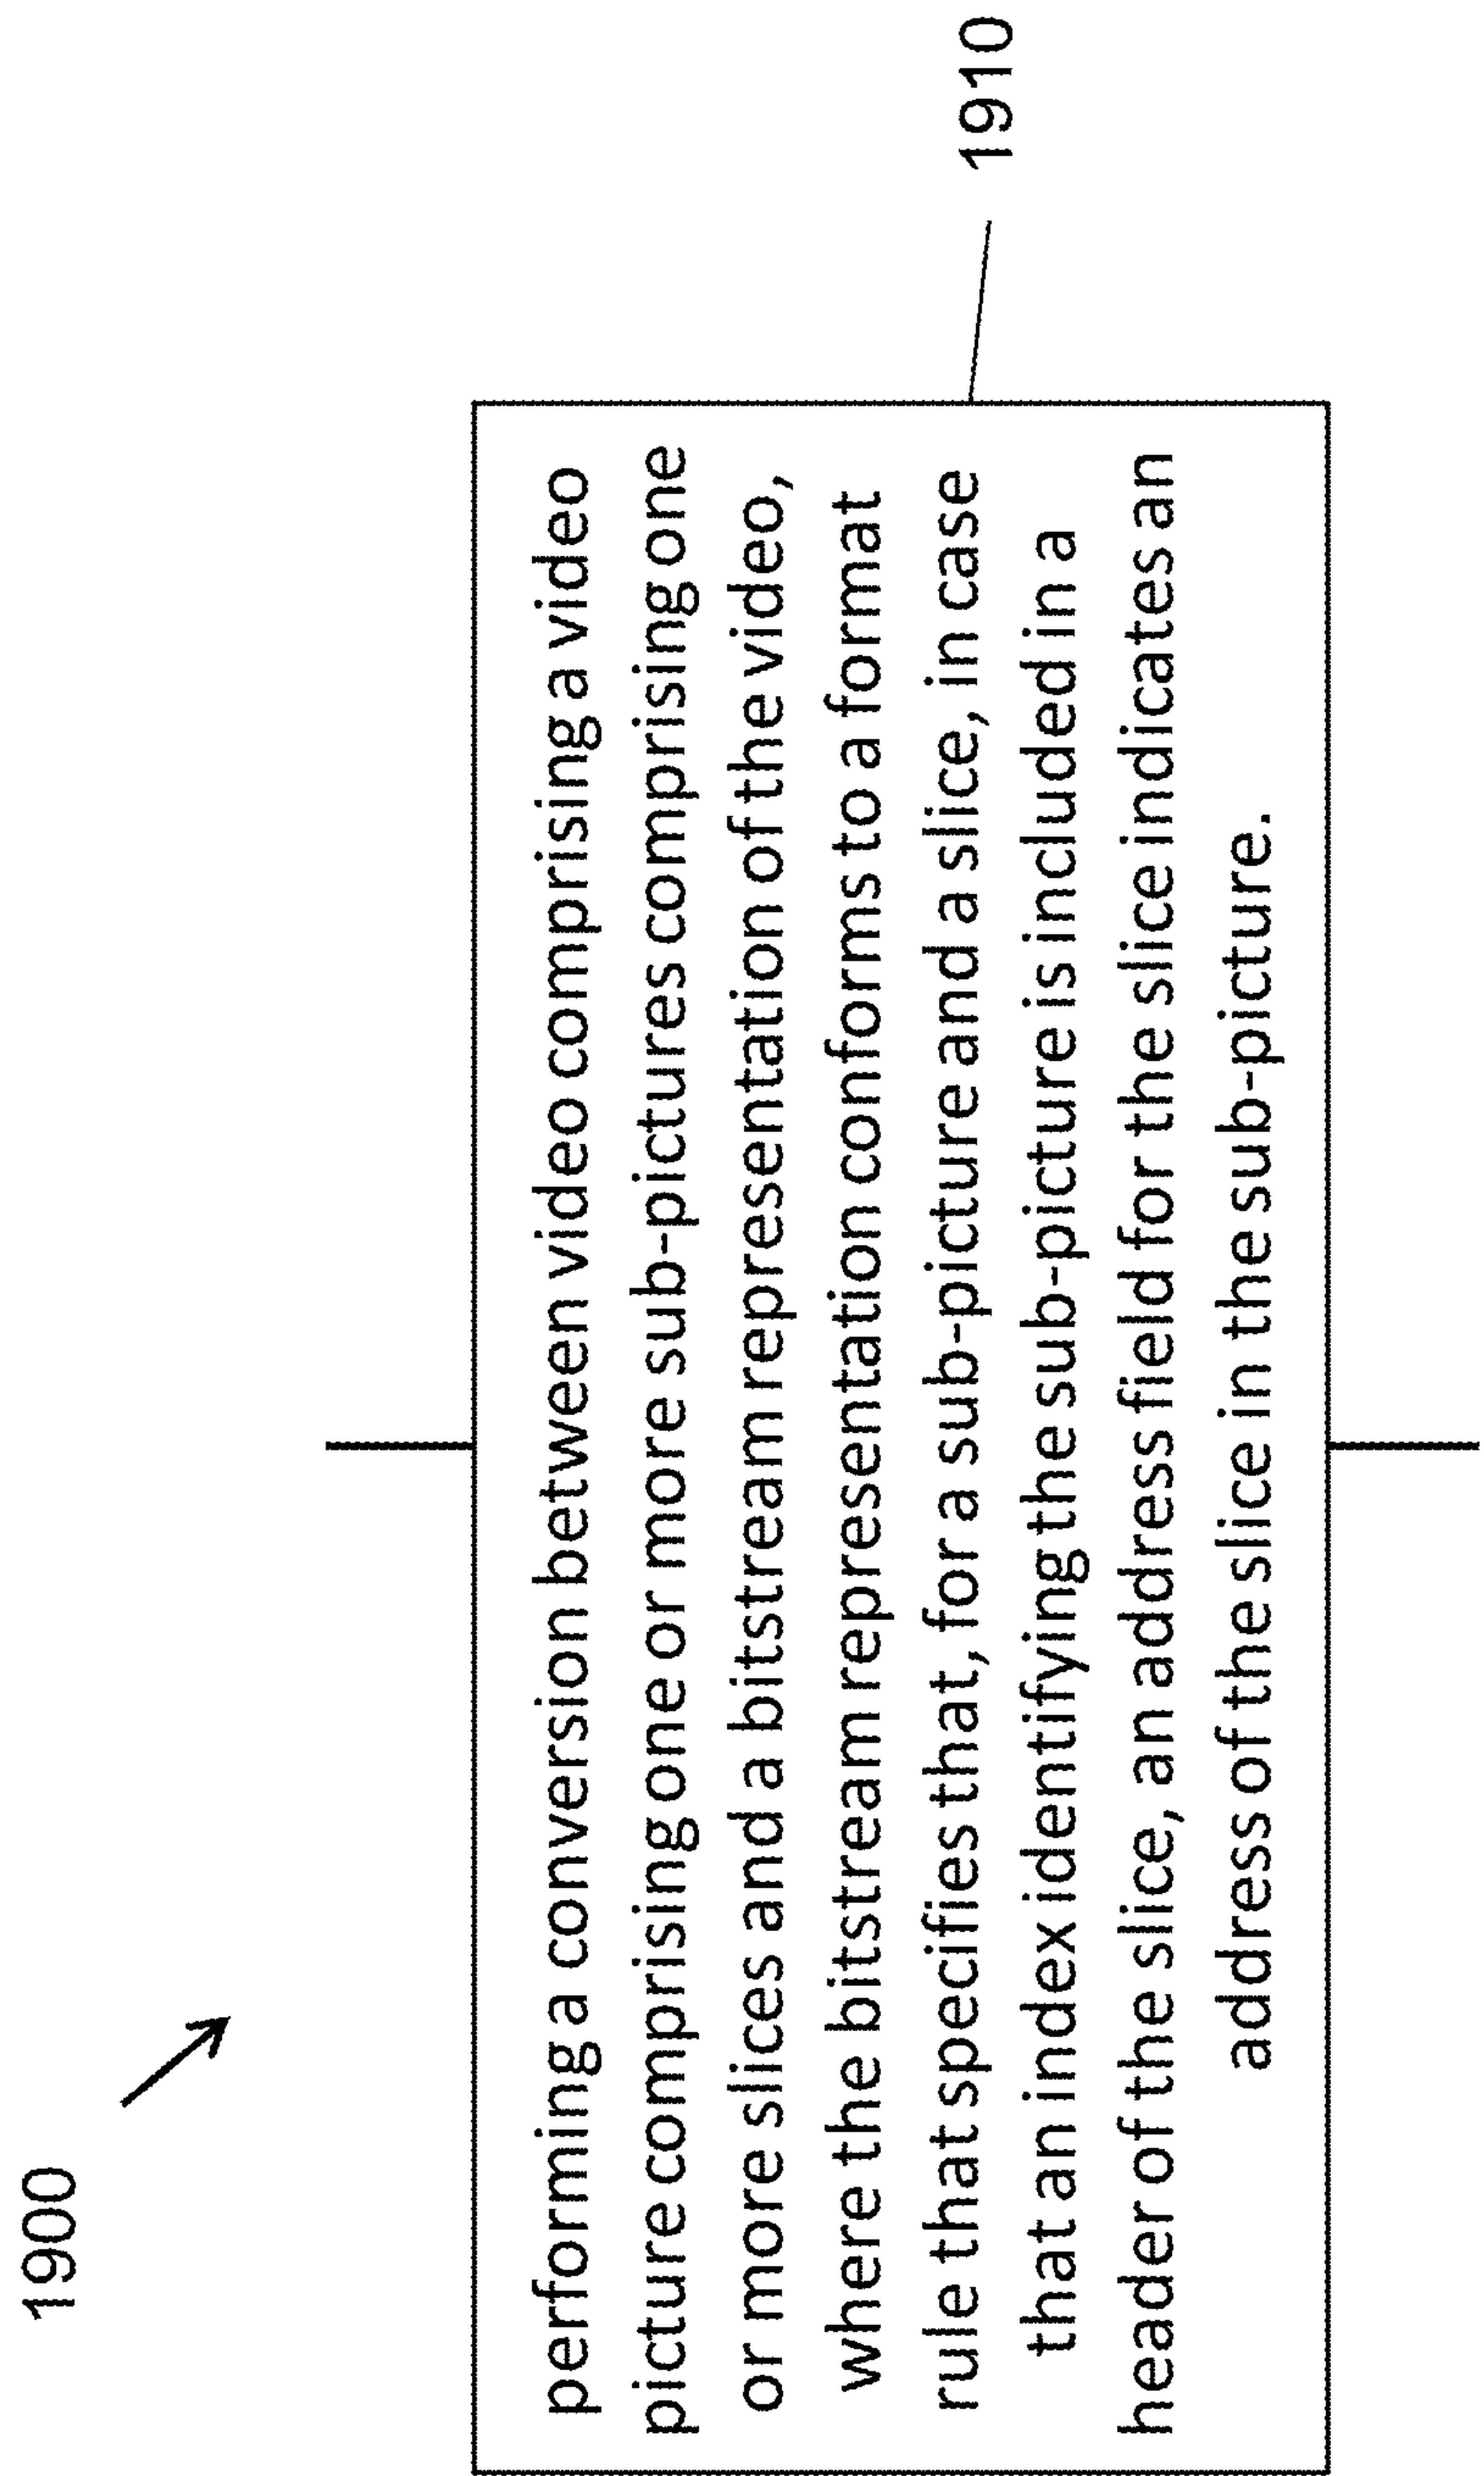 1900
performing a conversion between video comprising a video
picture comprising one or more sub-pictures comprising one
or more slices and a bitstream representation of the video,
where the bitstream representation conforms to a format
rule that specifies that, for a sub-picture and a slice, in case
that an index identifying the sub-picture is included in a
header of the slice, an address field for the slice indicates an
address of the slice in the sub-picture.
1910